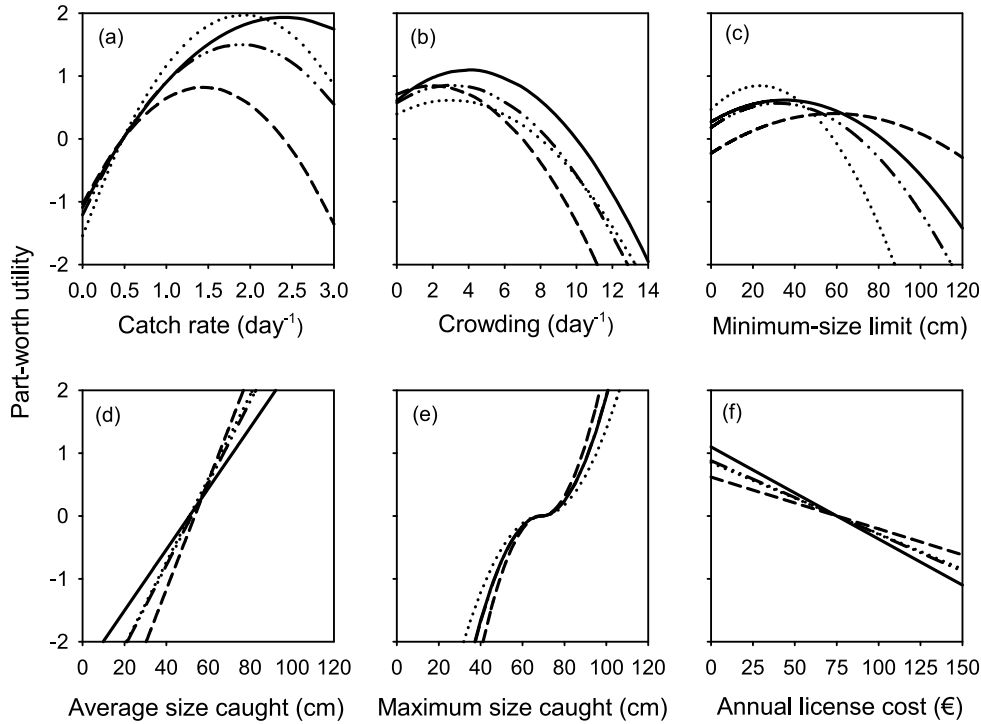 Part-worth utility
(a)
2
1
0
-1
-2
0.0 0.5 1.0 1.5 2.0 2.5 3.0
Catch rate (day⁻¹)
(b)
0 2 4 6 8 10 12 14
Crowding (day⁻¹)
(c)
0 20 40 60 80 100 120
Minimum-size limit (cm)
(d)
2
1
0
-1
-2
0 20 40 60 80 100 120
Average size caught (cm)
(e)
0 20 40 60 80 100 120
Maximum size caught (cm)
(f)
0 25 50 75 100 125 150
Annual license cost (€)